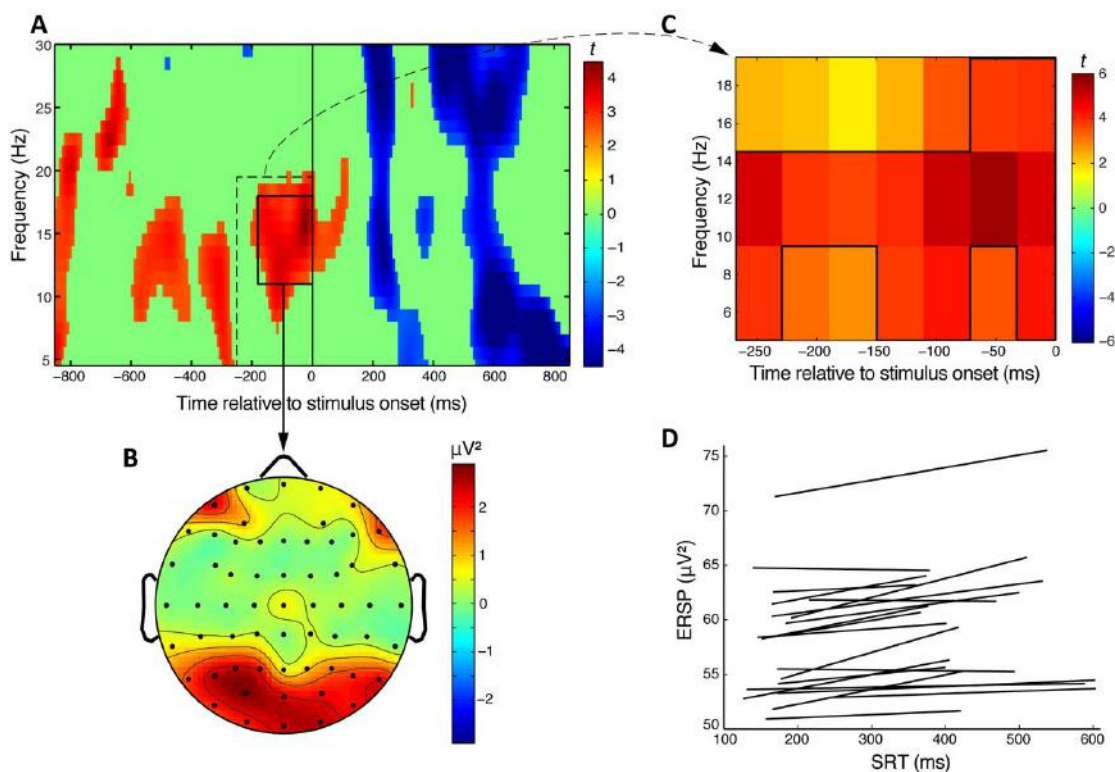 A
30
25
20
15
10
5
Frequency (Hz)
−800 −600 −400 −200 0 200 400 600 800
Time relative to stimulus onset (ms)
t
4
3
2
1
0
−1
−2
−3
−4
C
18
16
14
12
10
8
6
Frequency (Hz)
−250 −200 −150 −100 −50 0
Time relative to stimulus onset (ms)
t
6
4
2
0
−2
−4
−6
B
µV²
2
1
0
−1
−2
D
75
70
65
60
55
50
ERSP (µV²)
100 200 300 400 500 600
SRT (ms)